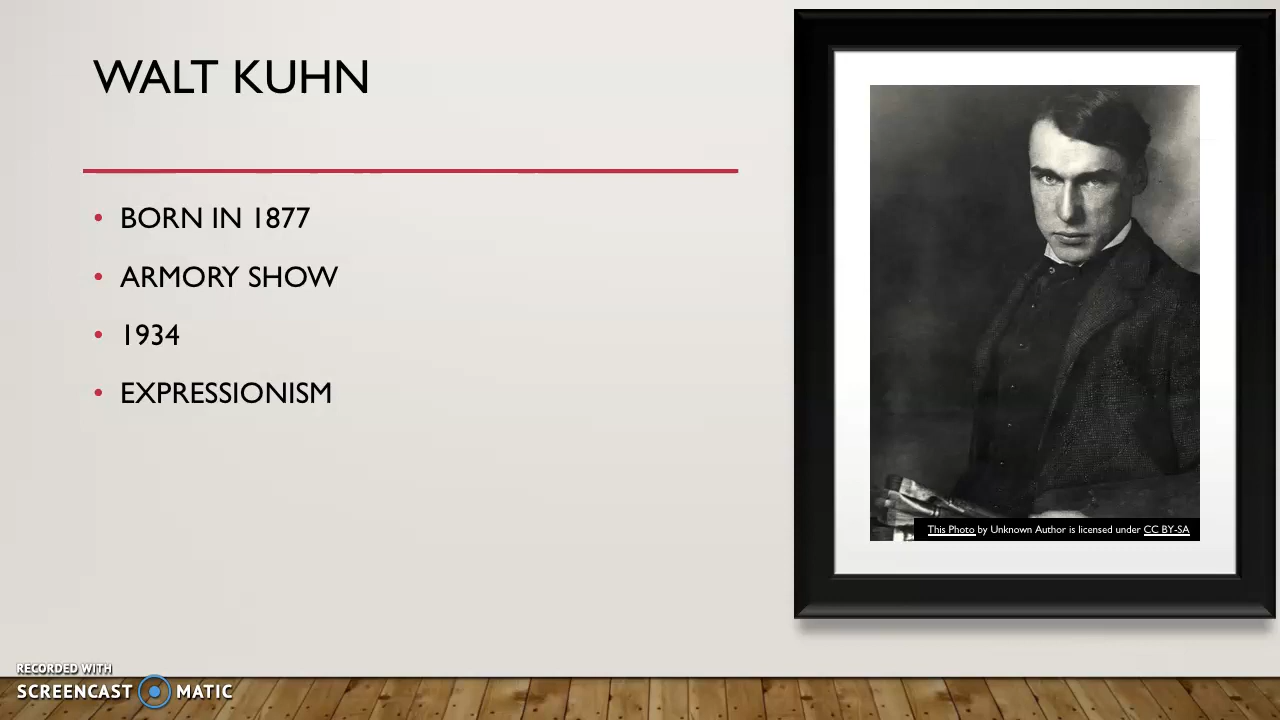 WALT KUHN
• BORN IN 1877
• ARMORY SHOW
• 1934
• EXPRESSIONISM
This Photo by Unknown Author is licensed under CC BY-SA
RECORDED WITH
SCREENCAST MATIC